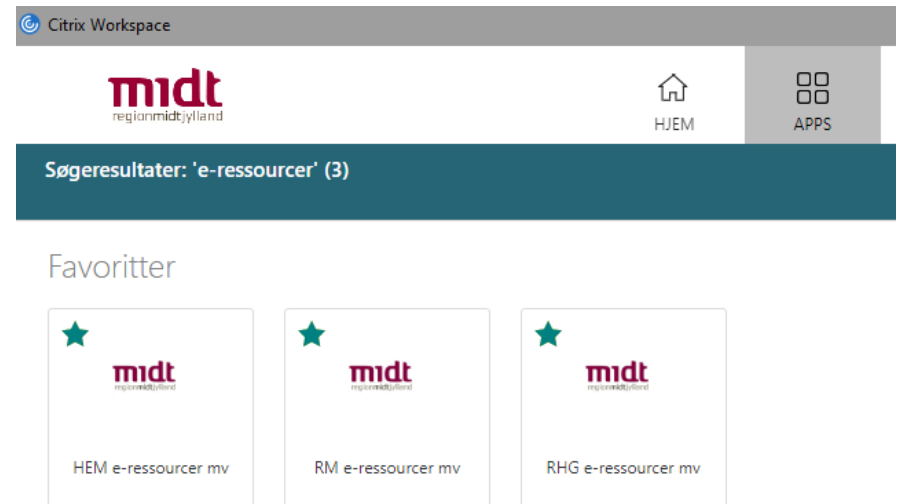 Citrix Workspace
midt
regionmidtjylland
HJEM
APPS
Søgeresultater: 'e-ressourcer' (3)
Favoritter
midt
regionmidtjylland
midt
regionmidtjylland
midt
regionmidtjylland
HEM e-ressourcer mv
RM e-ressourcer mv
RHG e-ressourcer mv